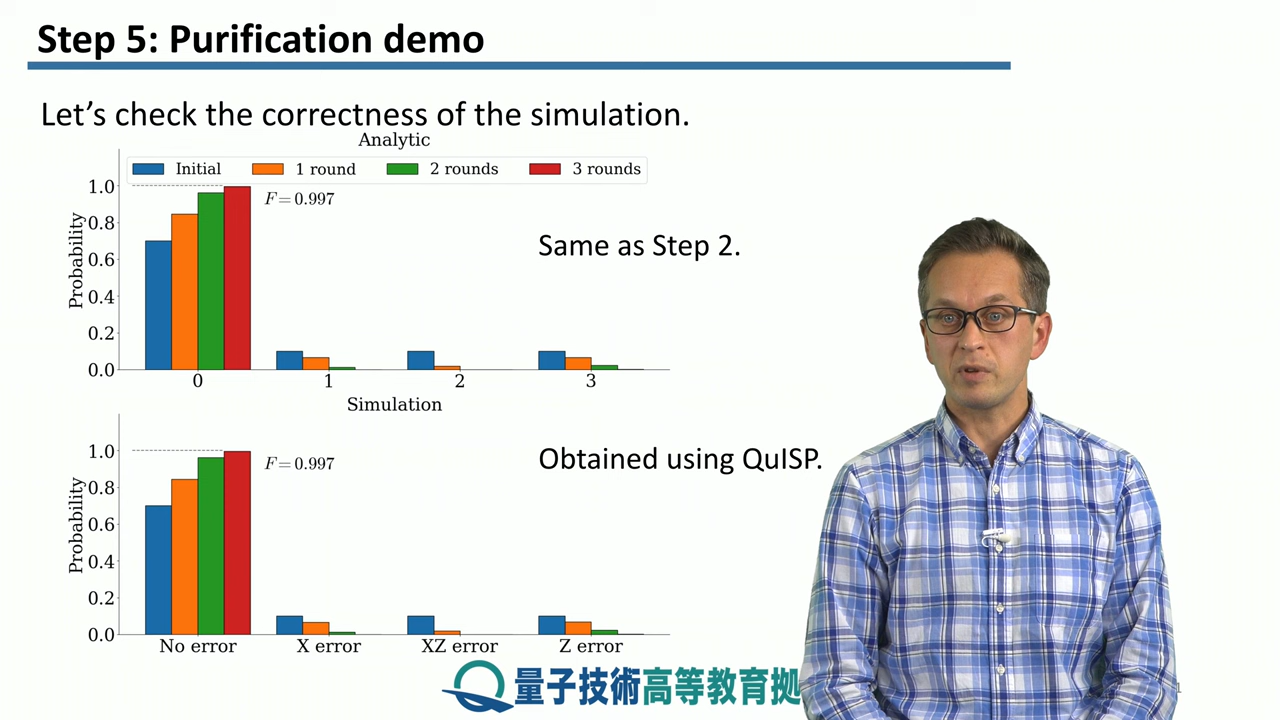 Step 5: Purification demo
Let's check the correctness of the simulation.
Analytic
Initial 1 round 2 rounds 3 rounds
1.0
F = 0.997
0.8
0.6
0.4
0.2
0.0
Probability
0 1 2 3
Same as Step 2.
Simulation
1.0
F = 0.997
0.8
0.6
0.4
0.2
0.0
Probability
No error X error XZ error Z error
Obtained using QuISP.
量子技術高等教育拠
1